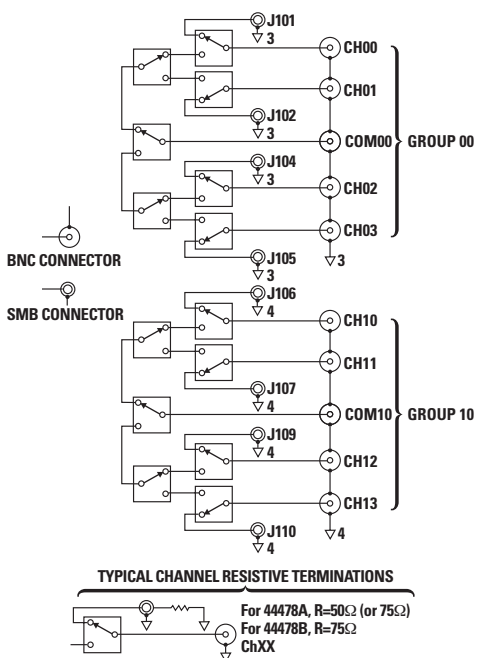 J101
3
CH00
CH01
J102
3
COM00
GROUP 00
J104
3
CH02
CH03
J105
3
3
BNC CONNECTOR
SMB CONNECTOR
J106
4
CH10
CH11
J107
4
COM10
GROUP 10
J109
4
CH12
CH13
J110
4
4
TYPICAL CHANNEL RESISTIVE TERMINATIONS
For 44478A, R=50Ω (or 75Ω)
For 44478B, R=75Ω
ChXX